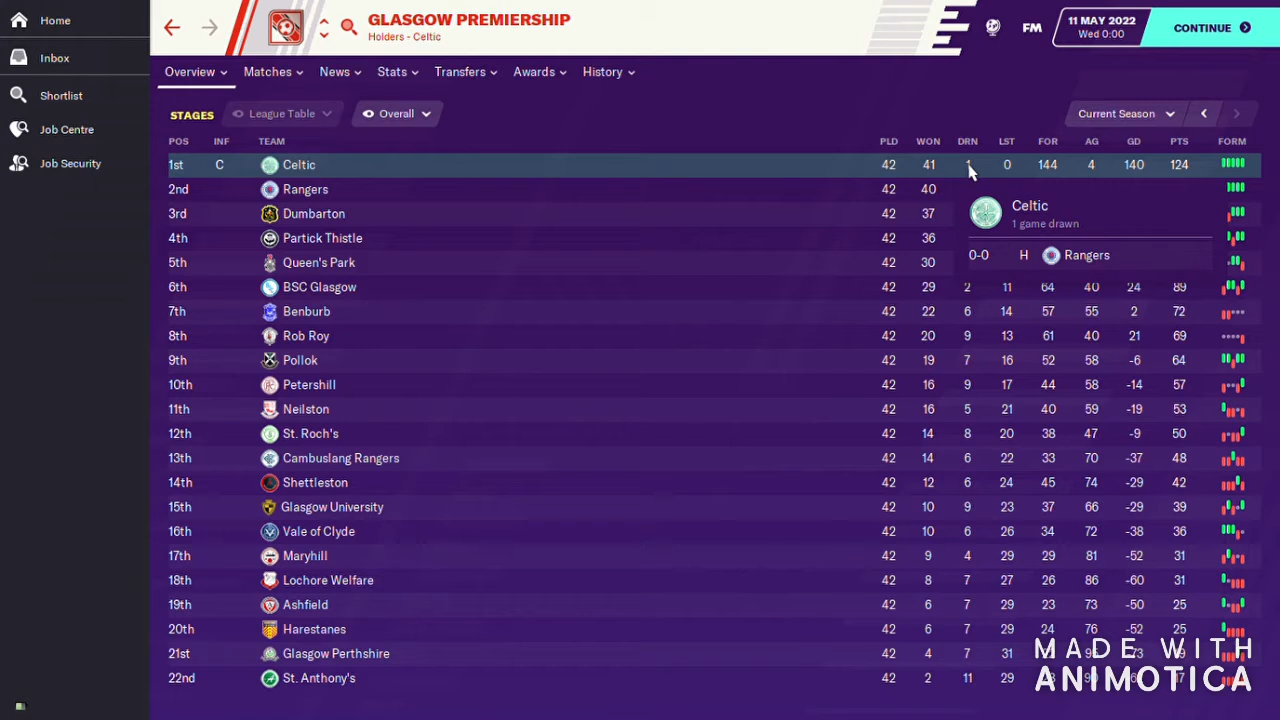 Home
Inbox
Shortlist
Job Centre
Job Security
GLASGOW PREMIERSHIP
Holders - Celtic
FM
11 MAY 2022
Wed 0:00
CONTINUE
Overview Matches News Stats Transfers Awards History
STAGES League Table Overall Current Season
POS INF TEAM PLD WON DRN LST FOR AG GD PTS FORM
1st C Celtic 42 41 1 0 144 4 140 124
2nd Rangers 42 40
3rd Dumbarton 42 37
4th Partick Thistle 42 36
5th Queen's Park 42 30
Celtic
1 game drawn
0-0 H Rangers
6th BSC Glasgow 42 29 2 11 64 40 24 89
7th Benburb 42 22 6 14 57 55 2 72
8th Rob Roy 42 20 9 13 61 40 21 69
9th Pollok 42 19 7 16 52 58 -6 64
10th Petershill 42 16 9 17 44 58 -14 57
11th Neilston 42 16 5 21 40 59 -19 53
12th St. Roch's 42 14 8 20 38 47 -9 50
13th Cambuslang Rangers 42 14 6 22 33 70 -37 48
14th Shettleston 42 12 6 24 45 74 -29 42
15th Glasgow University 42 10 9 23 37 66 -29 39
16th Vale of Clyde 42 10 6 26 34 72 -38 36
17th Maryhill 42 9 4 29 29 81 -52 31
18th Lochore Welfare 42 8 7 27 26 86 -60 31
19th Ashfield 42 6 7 29 23 73 -50 25
20th Harestanes 42 6 7 29 24 76 -52 25
21st Glasgow Perthshire 42 4 7 31
22nd St. Anthony's 42 2 11 29
MADE WITH
ANIMOTICA